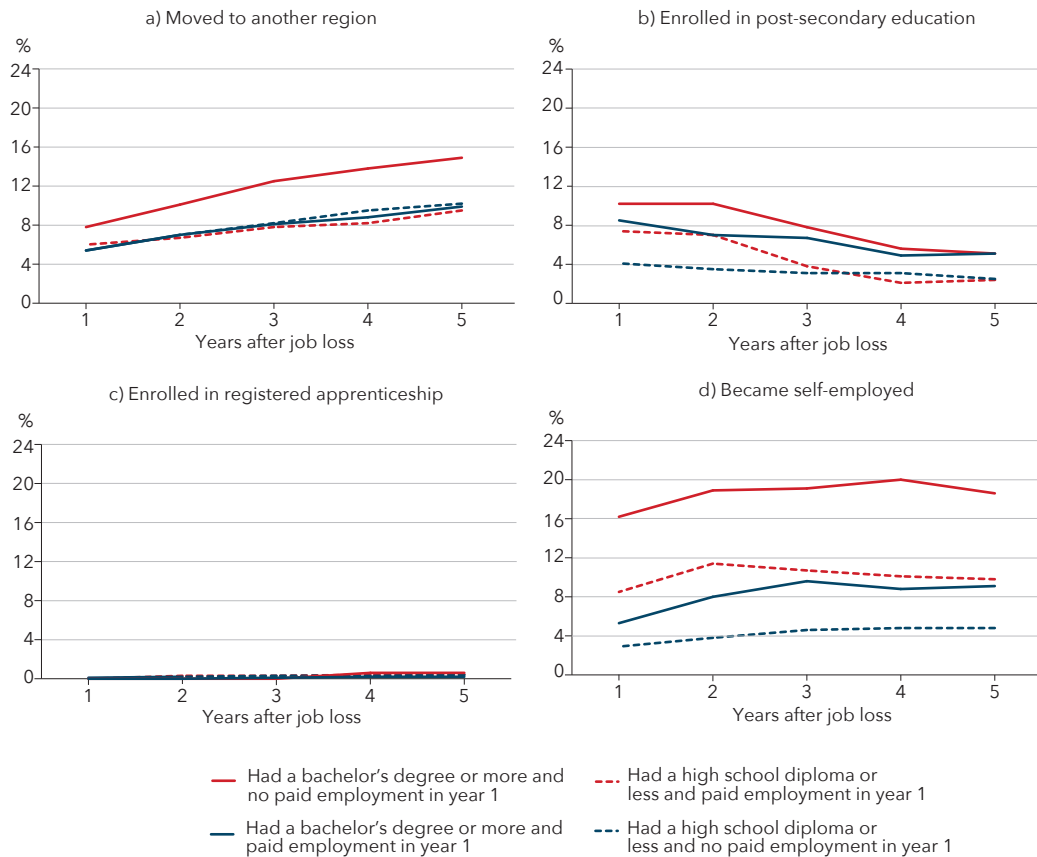 a) Moved to another region
%
24
20
16
12
8
4
0
1 2 3 4 5
Years after job loss
b) Enrolled in post-secondary education
%
24
20
16
12
8
4
0
1 2 3 4 5
Years after job loss
c) Enrolled in registered apprenticeship
%
24
20
16
12
8
4
0
1 2 3 4 5
Years after job loss
d) Became self-employed
%
24
20
16
12
8
4
0
1 2 3 4 5
Years after job loss
Had a bachelor's degree or more and
no paid employment in year 1
Had a high school diploma or
less and paid employment in year 1
Had a bachelor's degree or more and
paid employment in year 1
Had a high school diploma or
less and no paid employment in year 1